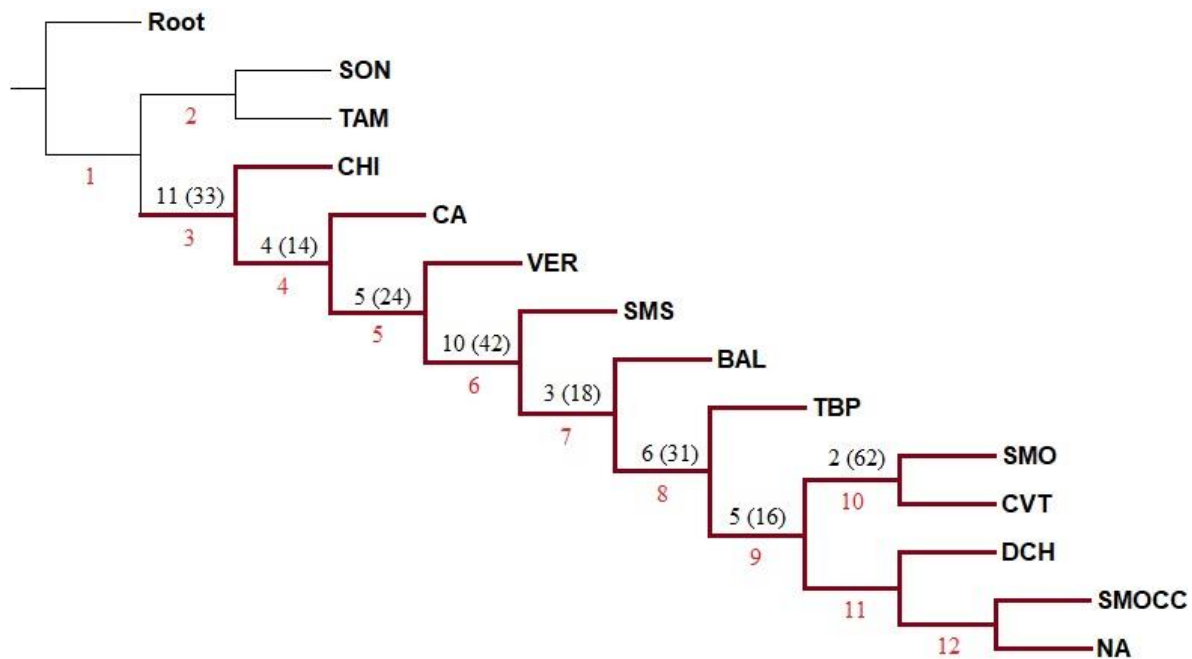 Root
SON
2
TAM
1
CHI
11 (33)
3
CA
4 (14)
4
VER
5 (24)
5
SMS
10 (42)
6
BAL
3 (18)
7
TBP
6 (31)
8
SMO
2 (62)
10
CVT
5 (16)
9
DCH
11
SMOCC
12
NA